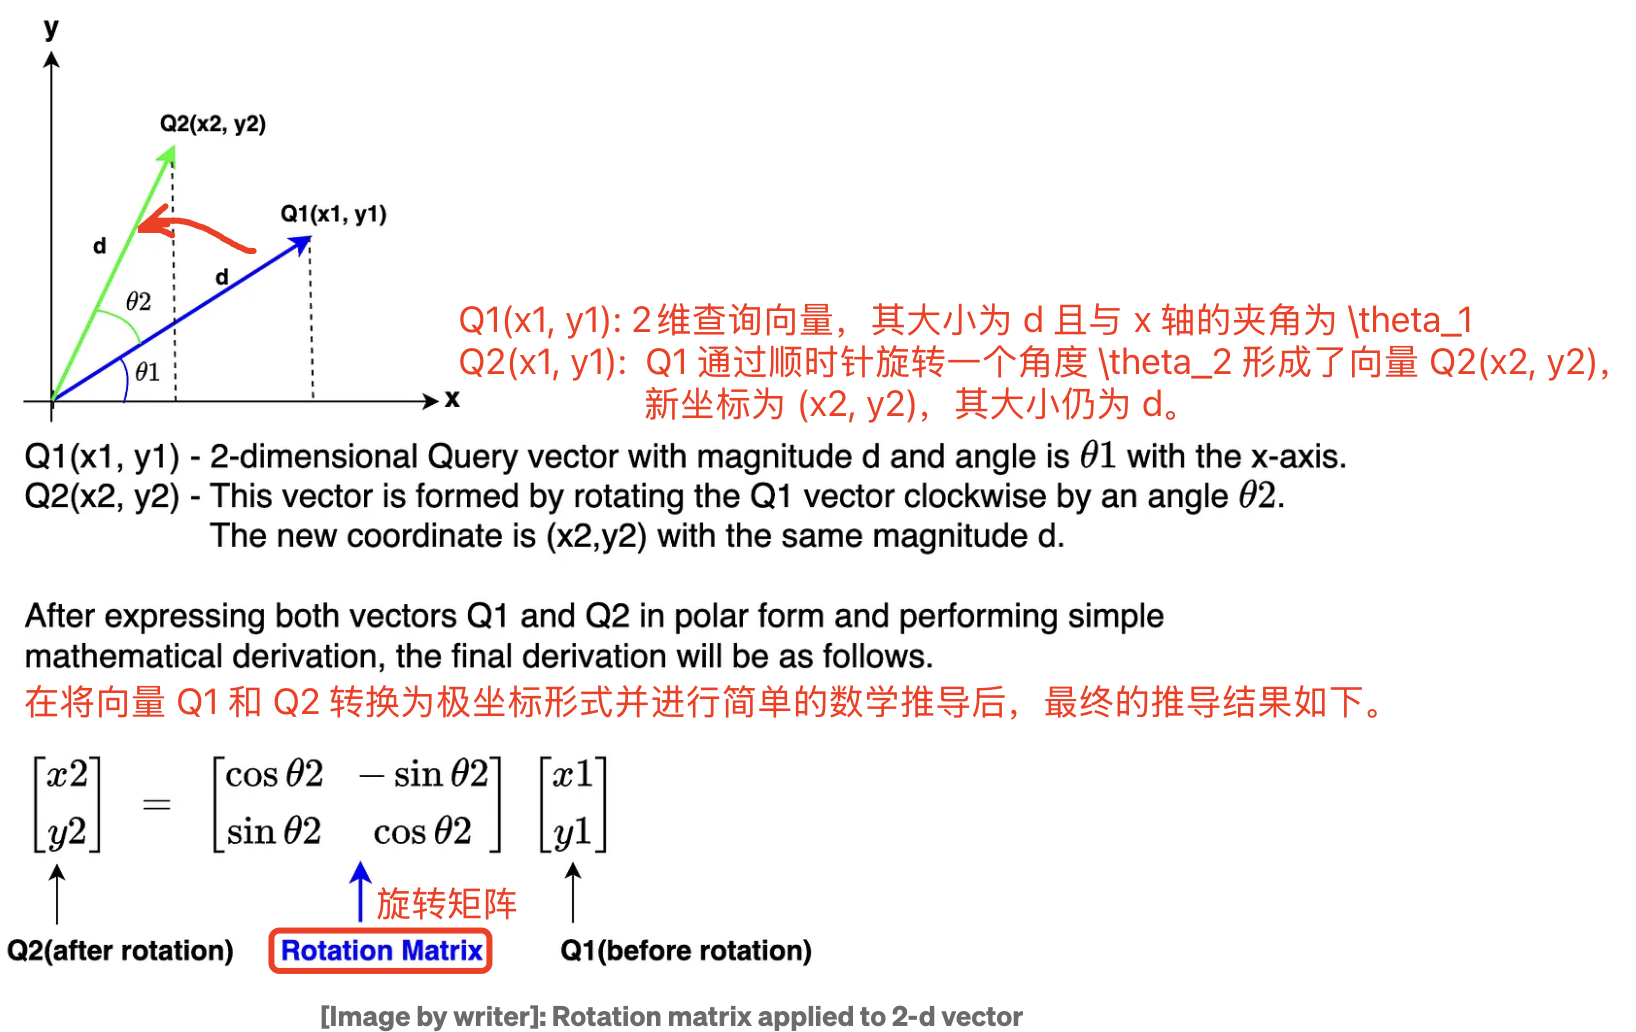 y
Q2(x2, y2)
Q1(x1, y1)
d
d
θ2
θ1
x
Q1(x1, y1): 2维查询向量，其大小为 d 且与 x 轴的夹角为 \theta_1
Q2(x1, y1): Q1 通过顺时针旋转一个角度 \theta_2 形成了向量 Q2(x2, y2)，
新坐标为 (x2, y2)，其大小仍为 d。
Q1(x1, y1) - 2-dimensional Query vector with magnitude d and angle is θ1 with the x-axis.
Q2(x2, y2) - This vector is formed by rotating the Q1 vector clockwise by an angle θ2.
The new coordinate is (x2,y2) with the same magnitude d.
After expressing both vectors Q1 and Q2 in polar form and performing simple
mathematical derivation, the final derivation will be as follows.
在将向量 Q1 和 Q2 转换为极坐标形式并进行简单的数学推导后，最终的推导结果如下。
[x2] = [cos θ2 − sin θ2] [x1]
[y2] [sin θ2 cos θ2] [y1]
旋转矩阵
Q2(after rotation) Rotation Matrix Q1(before rotation)
[Image by writer]: Rotation matrix applied to 2-d vector